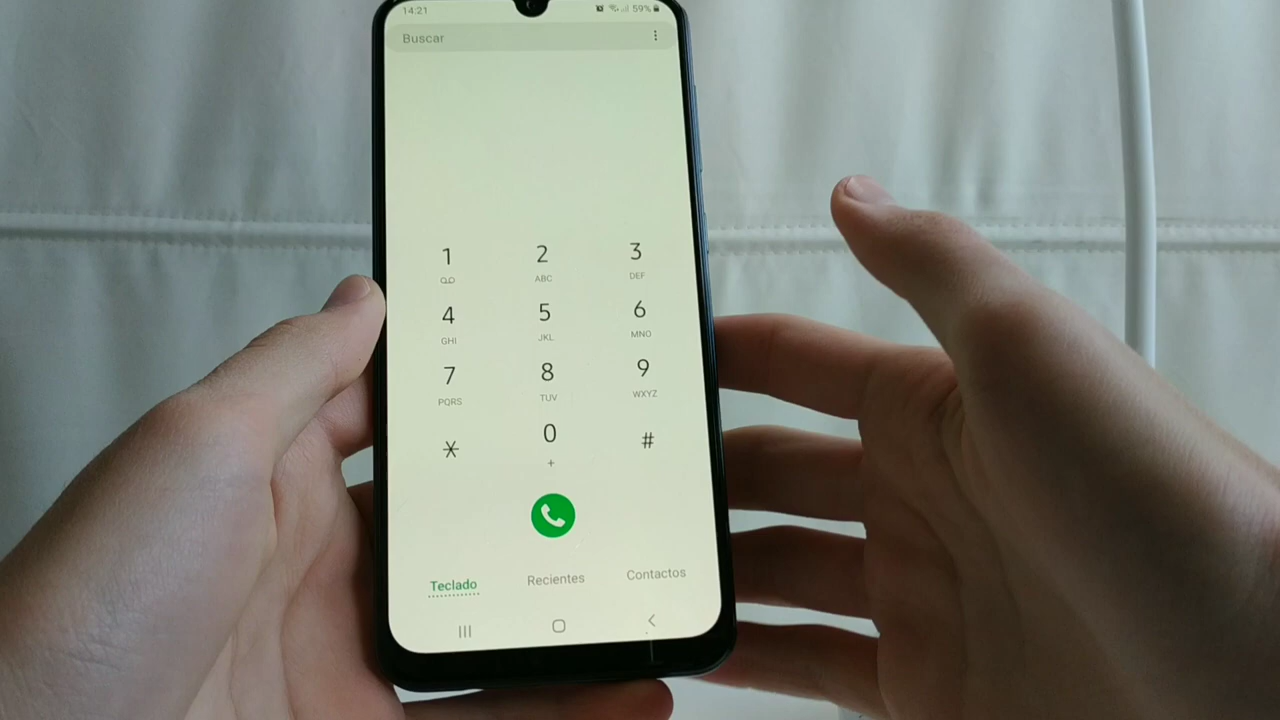 14:21 59%
Buscar
1 2 3
ABC DEF
4 5 6
GHI JKL MNO
7 8 9
PQRS TUV WXYZ
* 0 #
+
Teclado Recientes Contactos